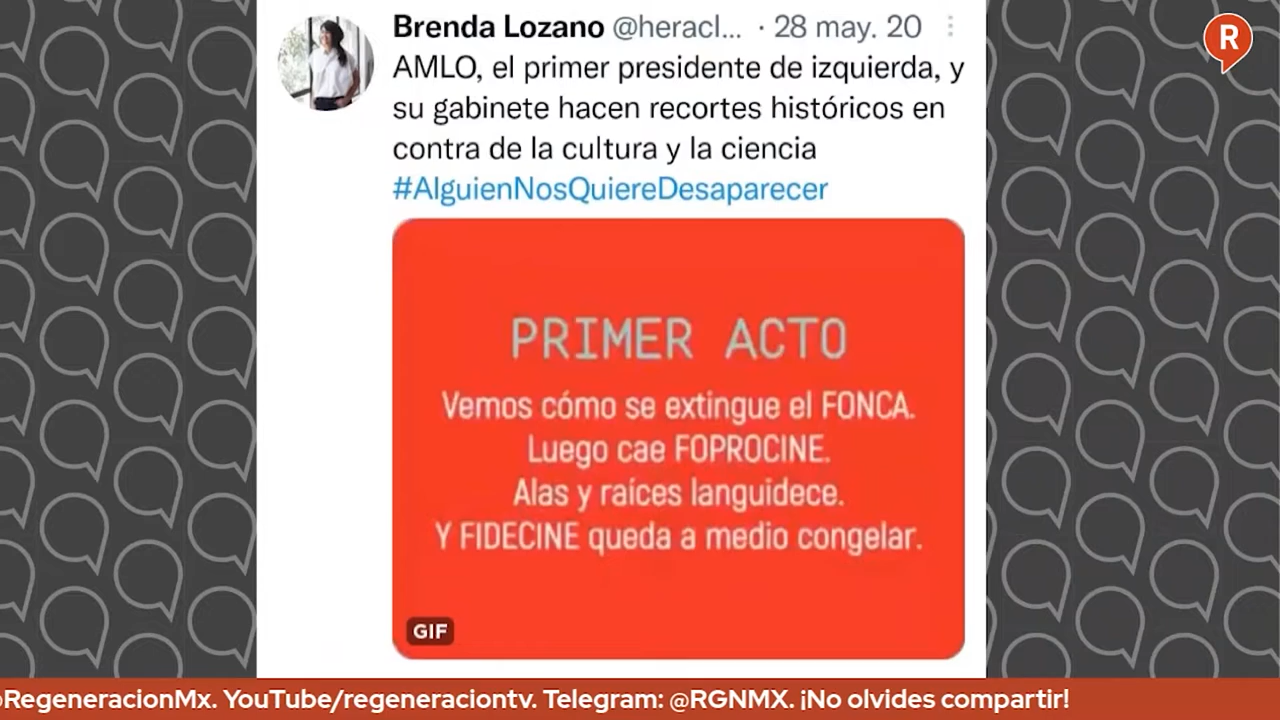 Brenda Lozano @heracl... · 28 may. 20
AMLO, el primer presidente de izquierda, y
su gabinete hacen recortes históricos en
contra de la cultura y la ciencia
#AlguienNosQuiereDesaparecer
PRIMER ACTO
Vemos cómo se extingue el FONCA.
Luego cae FOPROCINE.
Alas y raíces languidece.
Y FIDECINE queda a medio congelar.
GIF
R
RegeneracionMx. YouTube/regeneraciontv. Telegram: @RGNMX. ¡No olvides compartir!